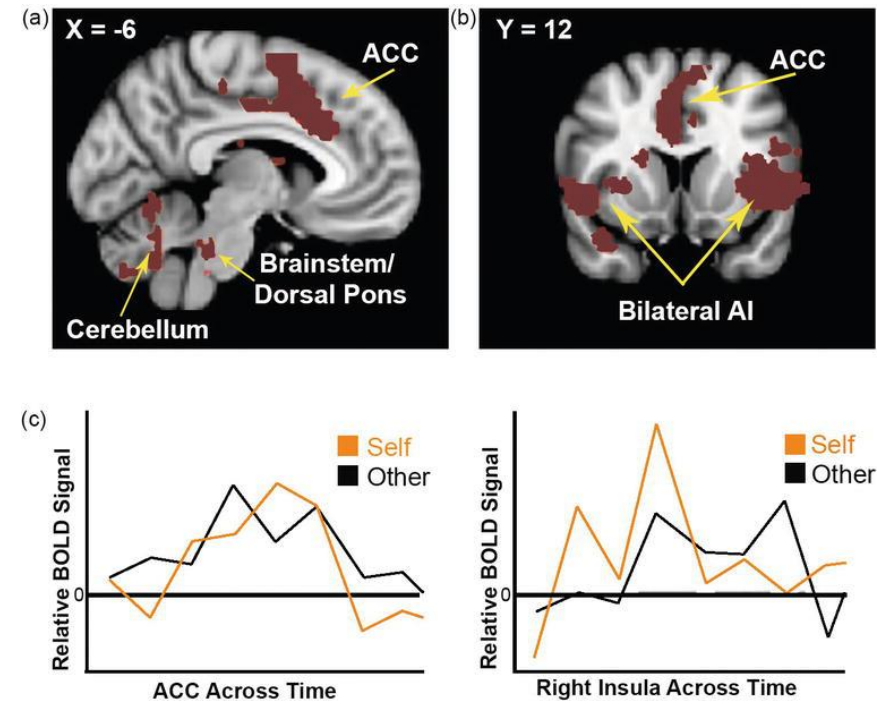 (a)
X = -6
ACC
Brainstem/
Dorsal Pons
Cerebellum
(b)
Y = 12
ACC
Bilateral AI
(c)
Relative BOLD Signal
0
Self
Other
ACC Across Time
Relative BOLD Signal
0
Self
Other
Right Insula Across Time